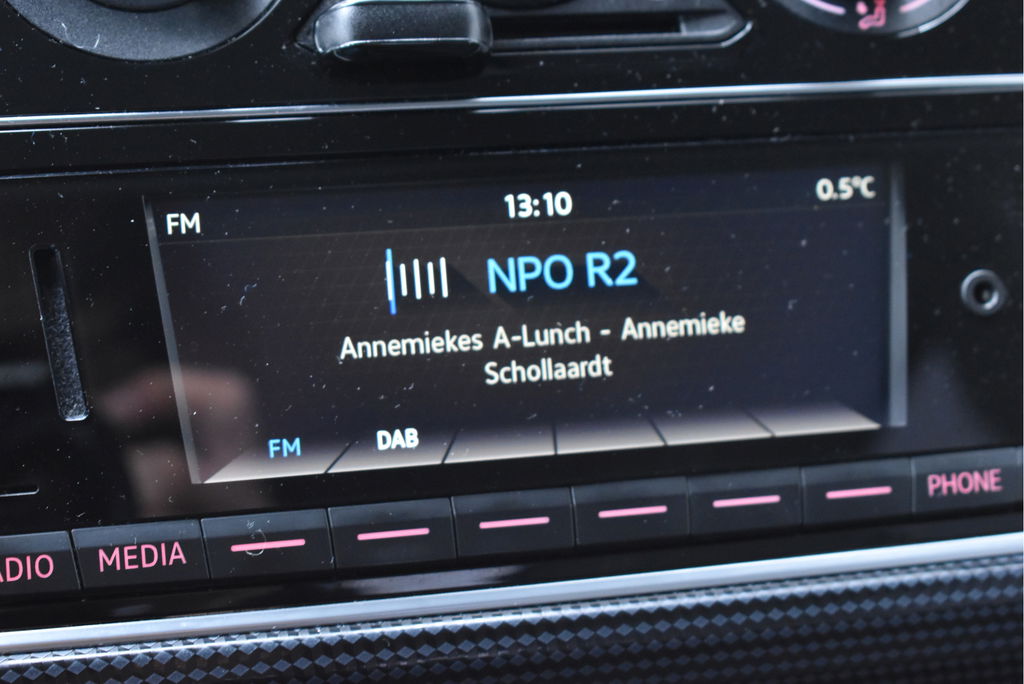 FM 13:10 0.5°C
NPO R2
Annemiekes A-Lunch - Annemieke
Schollaardt
FM DAB
ADIO MEDIA PHONE